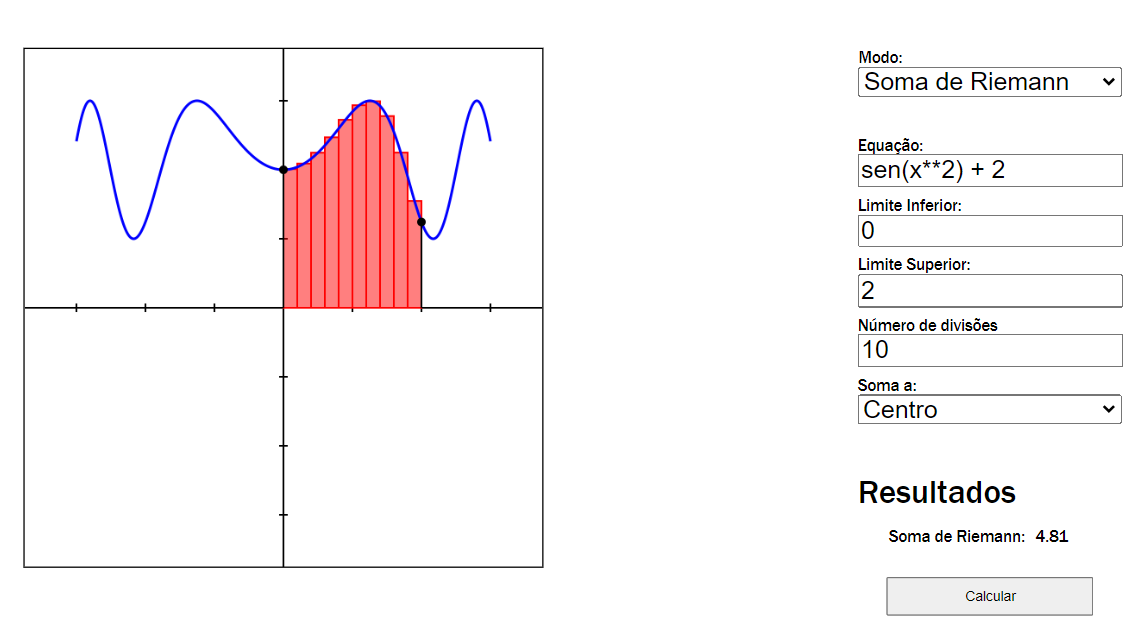 Modo:
Soma de Riemann
Equação:
sen(x**2) + 2
Limite Inferior:
0
Limite Superior:
2
Número de divisões
10
Soma a:
Centro
Resultados
Soma de Riemann: 4.81
Calcular